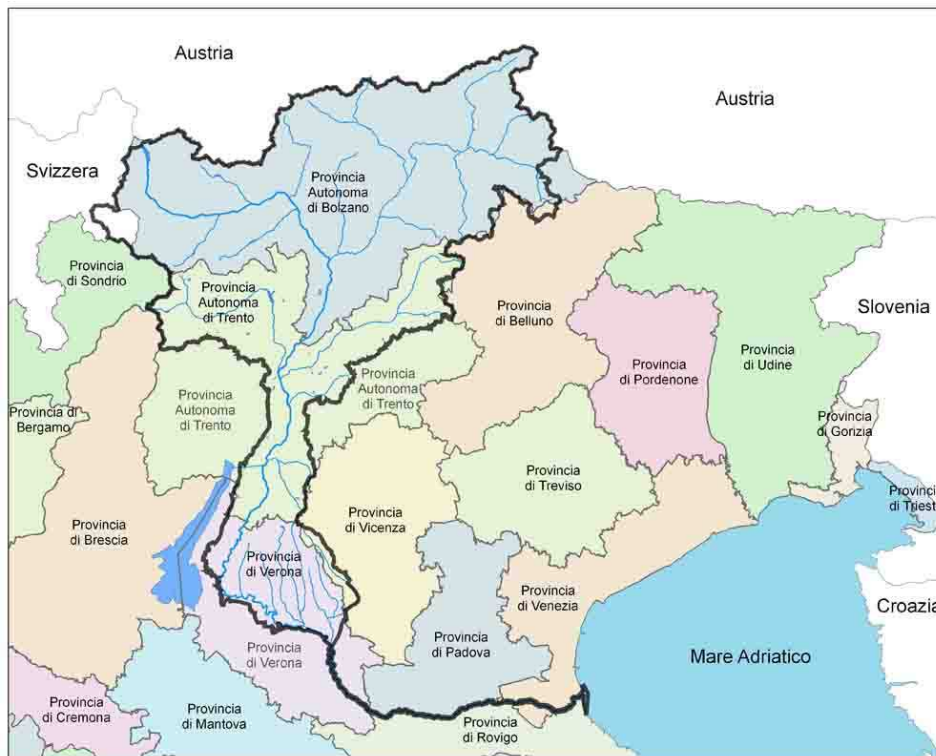 Austria
Austria
Svizzera
Provincia
Autonoma
di Bolzano
Provincia
di Sondrio
Provincia
Autonoma
di Trento
Provincia
di Belluno
Slovenia
Provincia
di Udine
Provincia
di Pordenone
Provincia
Autonoma
di Trento
Provincia
Autonoma
di Trento
Provincia di
Bergamo
Provincia
di Gorizia
Provincia
di Treviso
Provincia
di Triest
Provincia
di Vicenza
Provincia
di Brescia
Provincia
di Verona
Provincia
di Venezia
Croazia
Provincia
di Padova
Mare Adriatico
Provincia
di Verona
Provincia
di Cremona
Provincia
di Mantova
Provincia
di Rovigo